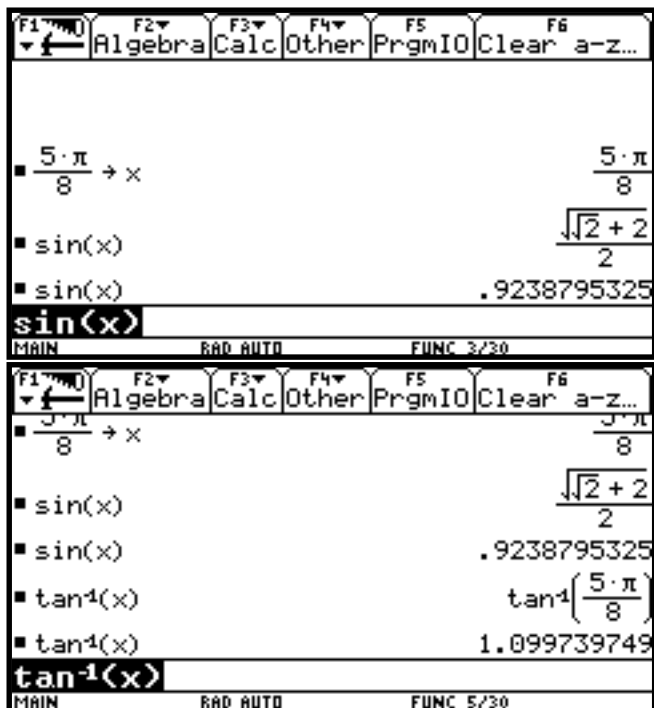 F1 F2 Algebra F3 Calc F4 Other F5 PrgmIO F6 Clear a-z…
5·π/8 → x 5·π/8
sin(x) √(√2 + 2)/2
sin(x) .9238795325
sin(x)
MAIN RAD AUTO FUNC 3/30
F1 F2 Algebra F3 Calc F4 Other F5 PrgmIO F6 Clear a-z…
5·π/8 → x 5·π/8
sin(x) √(√2 + 2)/2
sin(x) .9238795325
tan⁻¹(x) tan⁻¹(5·π/8)
tan⁻¹(x) 1.099739749
tan⁻¹(x)
MAIN RAD AUTO FUNC 5/30